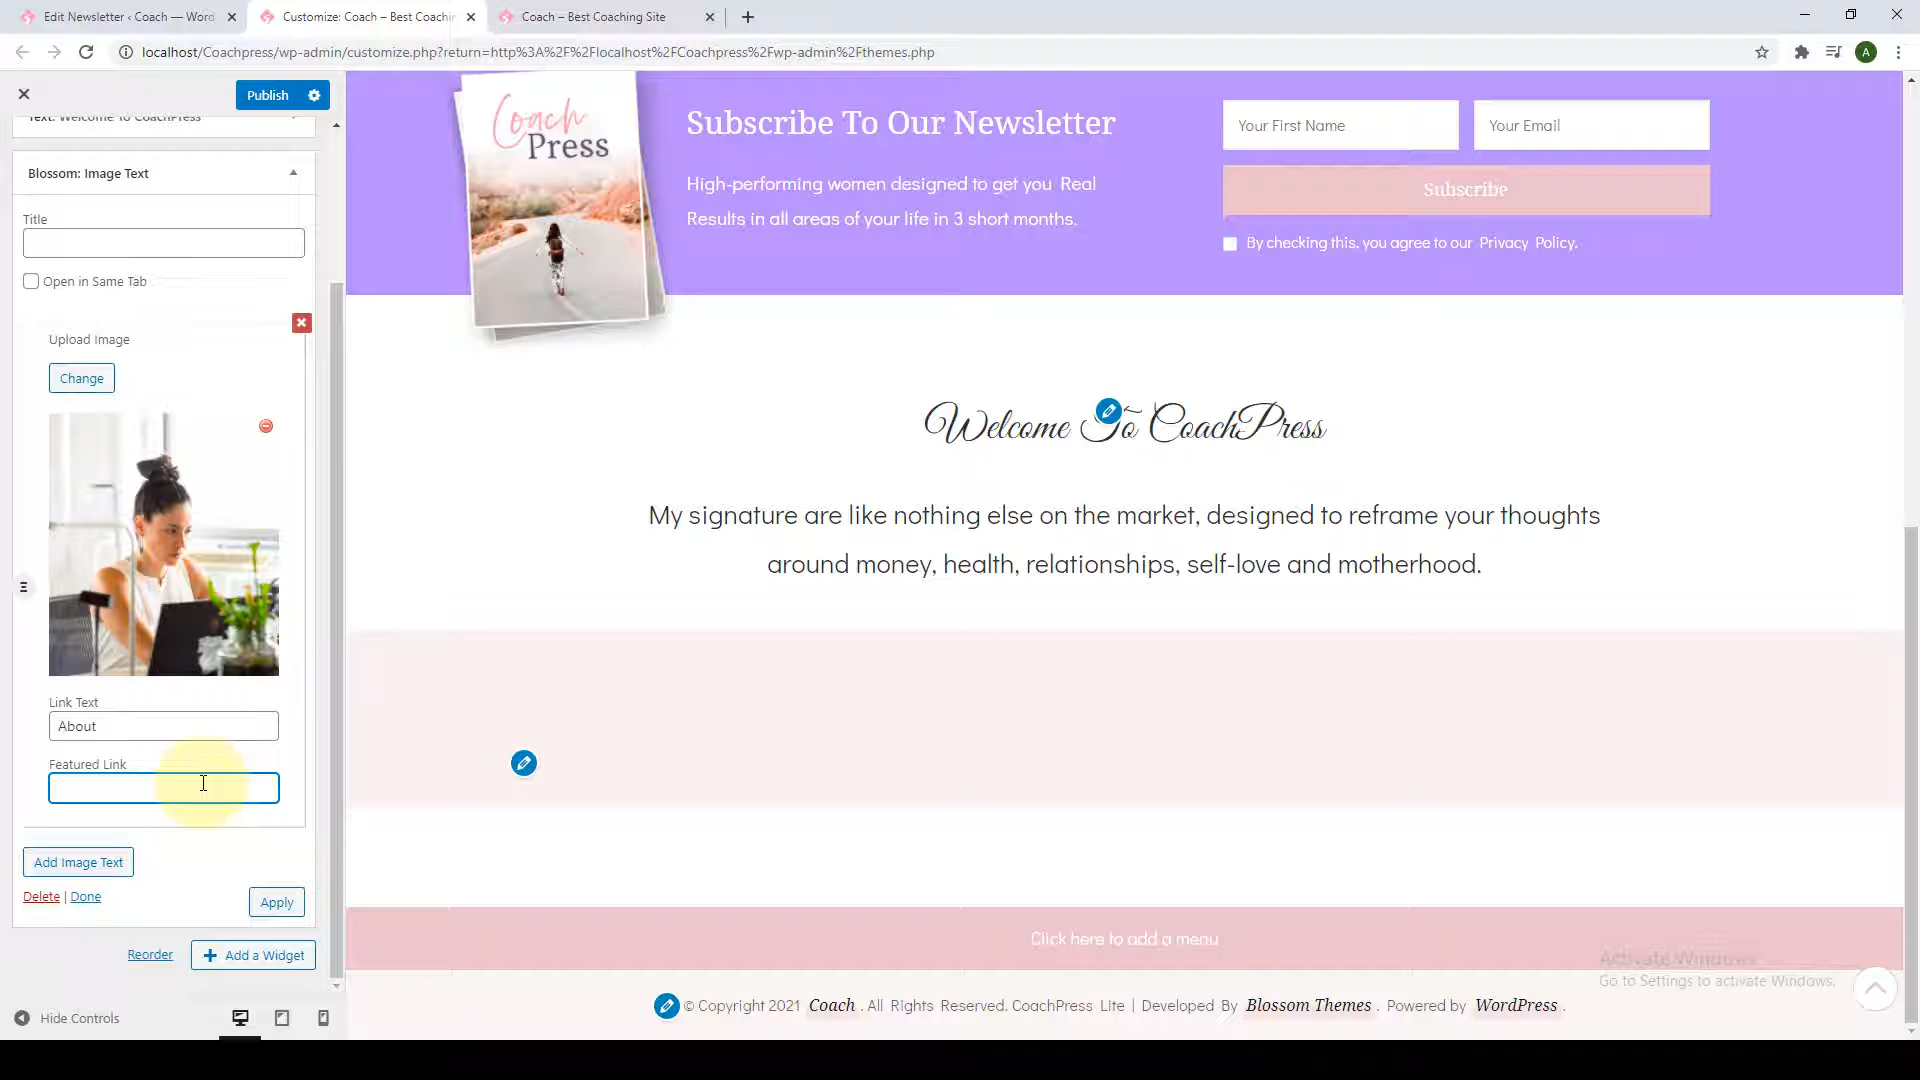 Edit Newsletter ‹ Coach — Word
Customize: Coach – Best Coachin
Coach – Best Coaching Site
localhost/Coachpress/wp-admin/customize.php?return=http%3A%2F%2Flocalhost%2FCoachpress%2Fwp-admin%2Fthemes.php
A
Publish
Text: Welcome To CoachPress
Blossom: Image Text
Title
Open in Same Tab
Upload Image
Change
Link Text
About
Featured Link
Add Image Text
Delete | Done
Apply
Reorder
Add a Widget
Hide Controls
Coach
Press
Subscribe To Our Newsletter
High-performing women designed to get you Real
Results in all areas of your life in 3 short months.
Your First Name
Your Email
Subscribe
By checking this, you agree to our Privacy Policy.
Welcome To CoachPress
My signature are like nothing else on the market, designed to reframe your thoughts
around money, health, relationships, self-love and motherhood.
Click here to add a menu
Activate Windows
Go to Settings to activate Windows.
© Copyright 2021 Coach . All Rights Reserved. CoachPress Lite | Developed By Blossom Themes . Powered by WordPress .